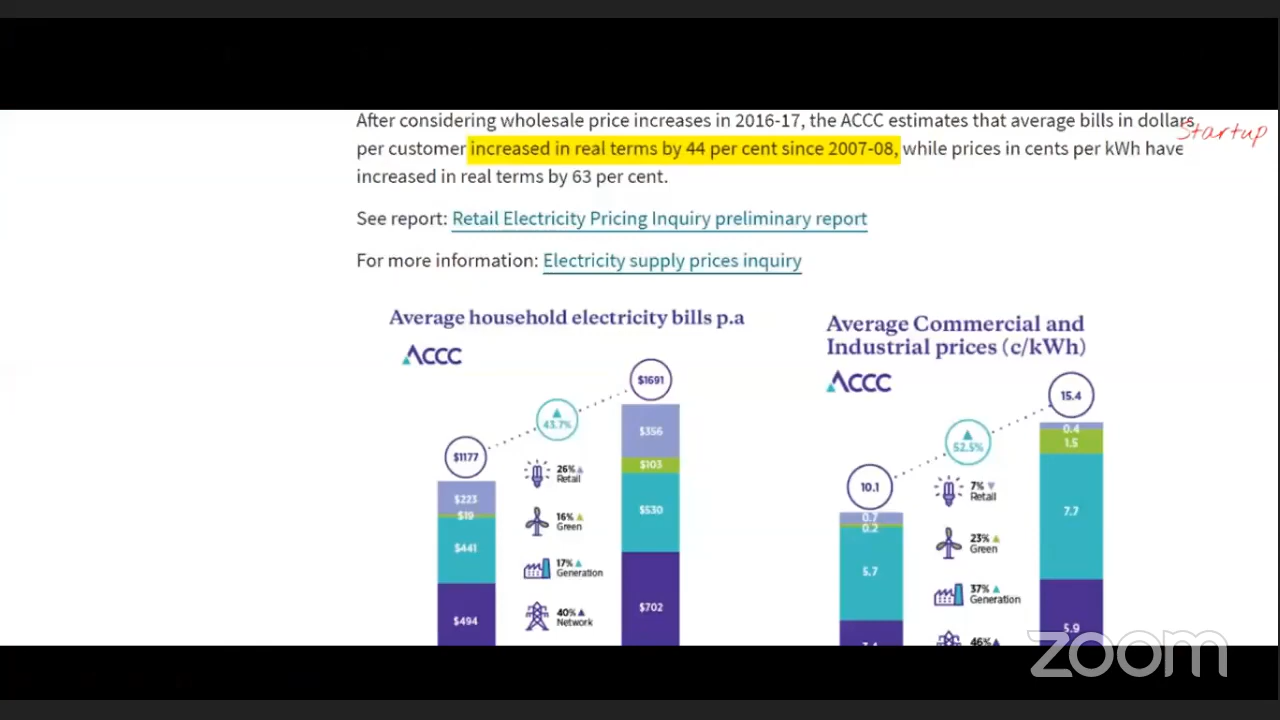 After considering wholesale price increases in 2016-17, the ACCC estimates that average bills in dollars
Startup
per customer increased in real terms by 44 per cent since 2007-08, while prices in cents per kWh have
increased in real terms by 63 per cent.
See report: Retail Electricity Pricing Inquiry preliminary report
For more information: Electricity supply prices inquiry
Average household electricity bills p.a
ACCC
$1691
43.7%
$1177
$356
$103
$530
$702
$223
$19
$441
$494
26%
Retail
16%
Green
17%
Generation
40%
Network
Average Commercial and
Industrial prices (c/kWh)
ACCC
15.4
52.5%
10.1
0.4
1.5
7.7
5.9
0.7
0.2
5.7
7%
Retail
23%
Green
37%
Generation
46%
zoom